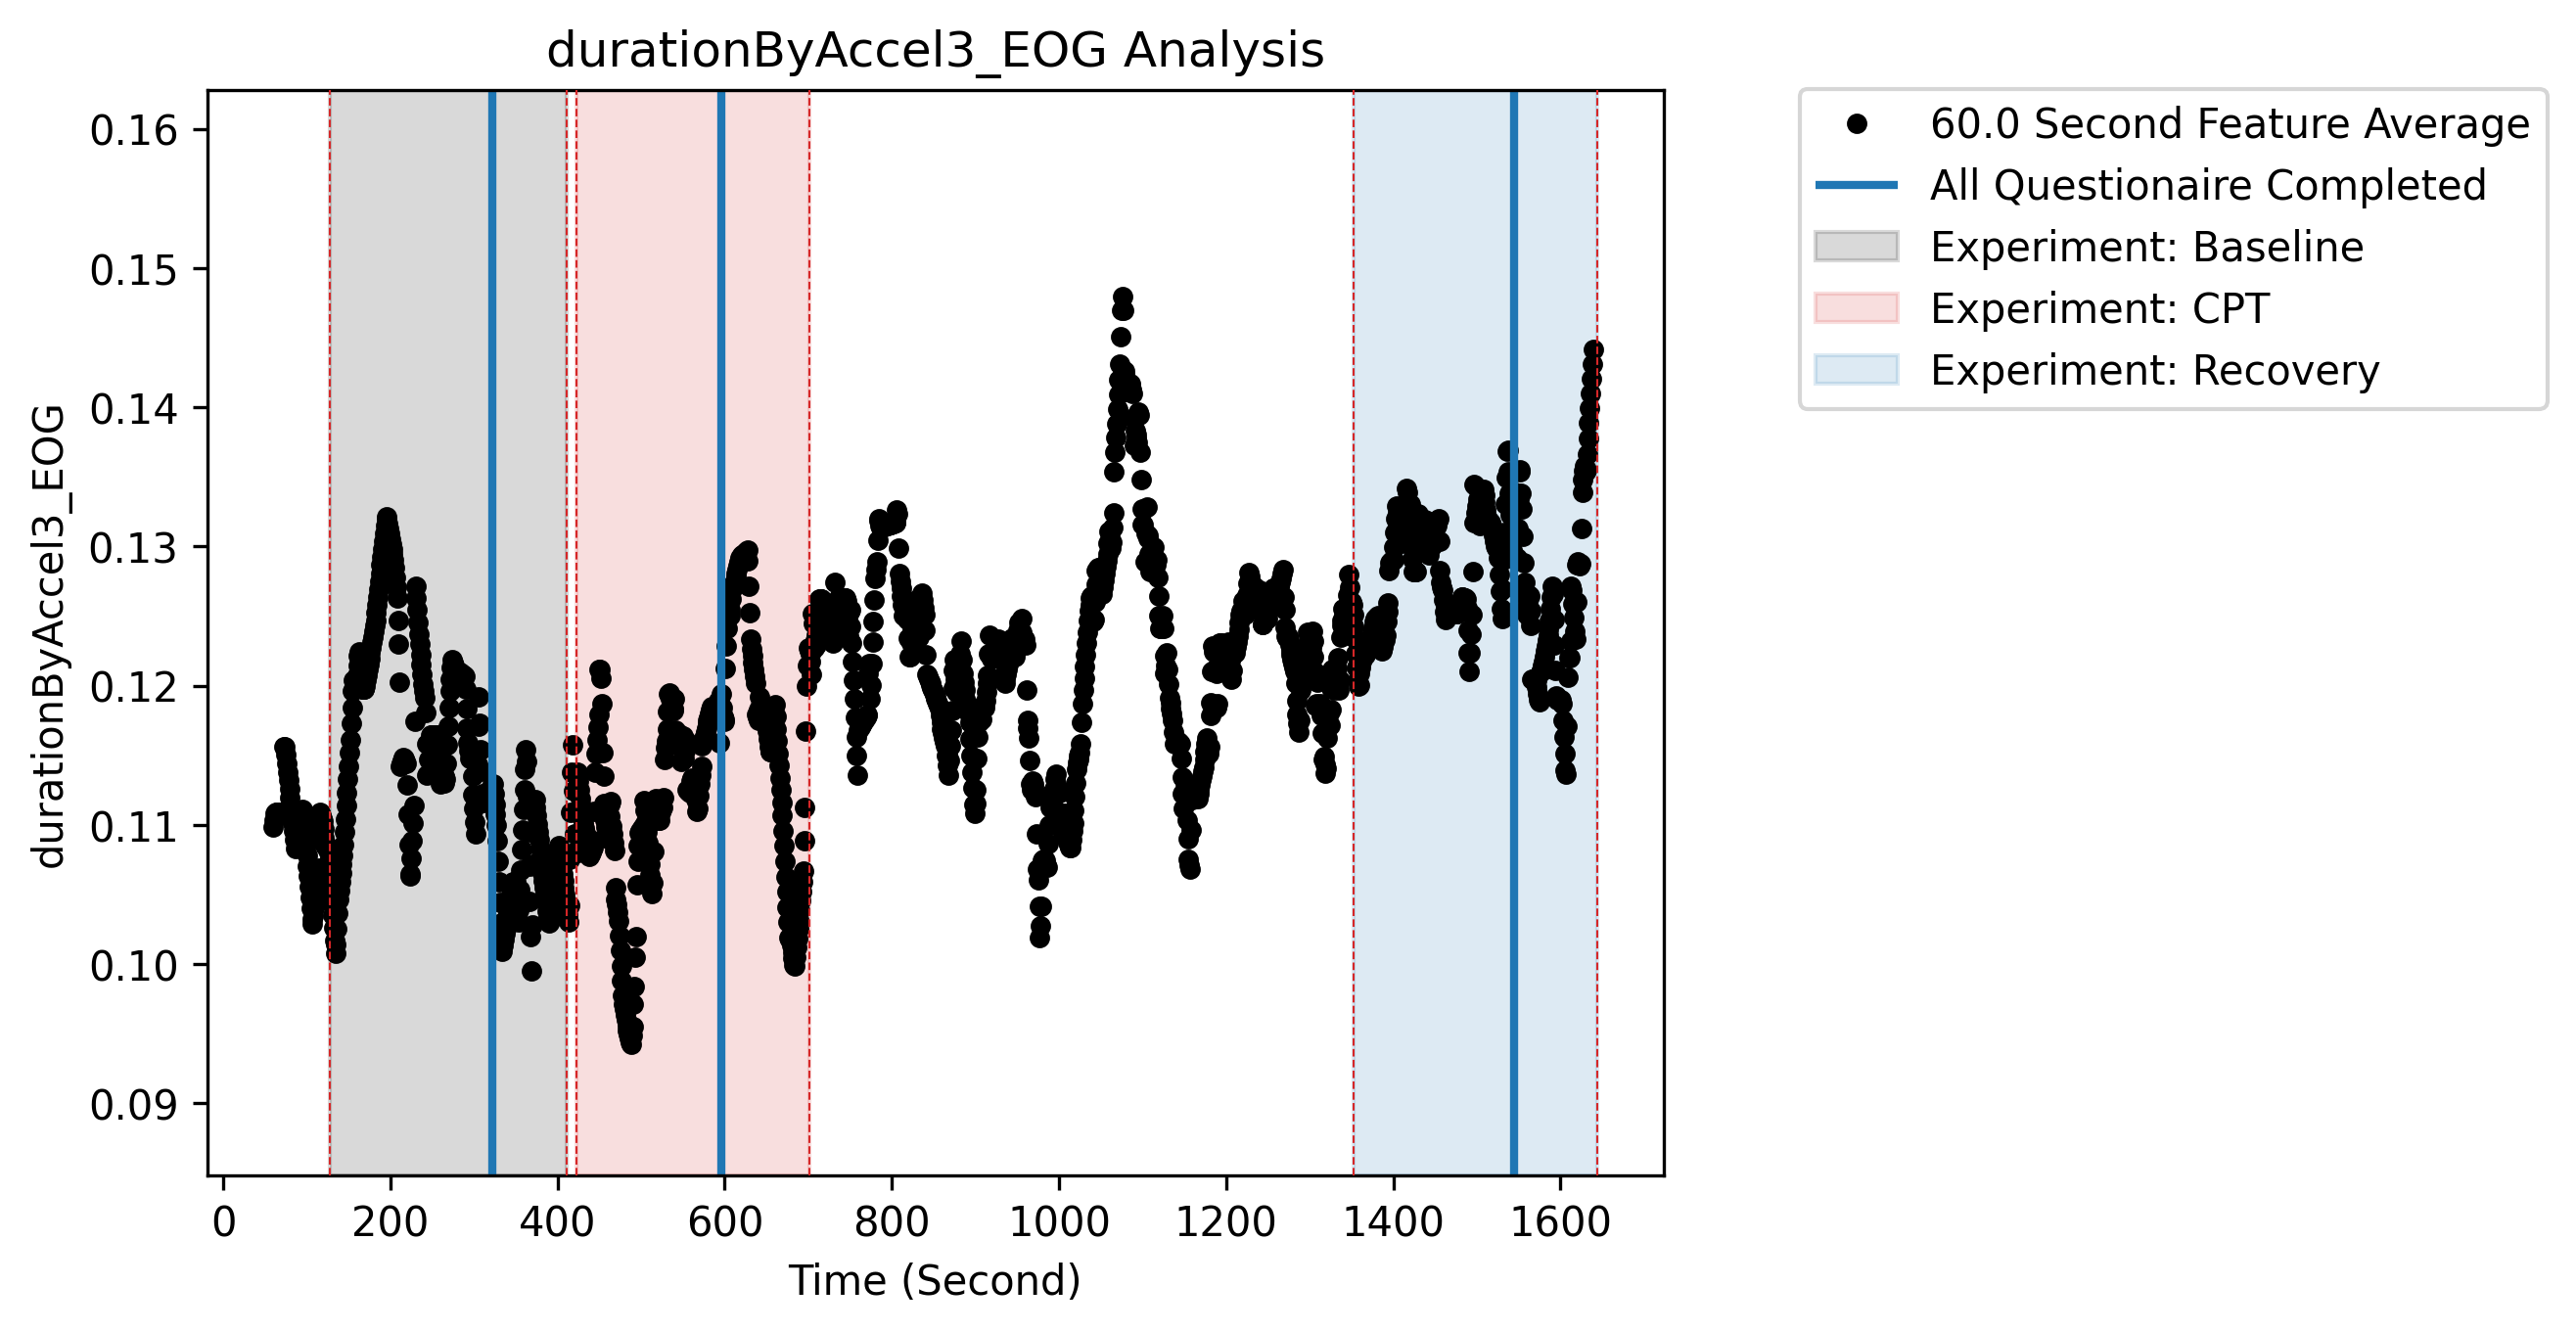 durationByAccel3_EOG Analysis
0.16
0.15
0.14
0.13
0.12
0.11
0.10
0.09
durationByAccel3_EOG
0 200 400 600 800 1000 1200 1400 1600
Time (Second)
60.0 Second Feature Average
All Questionaire Completed
Experiment: Baseline
Experiment: CPT
Experiment: Recovery